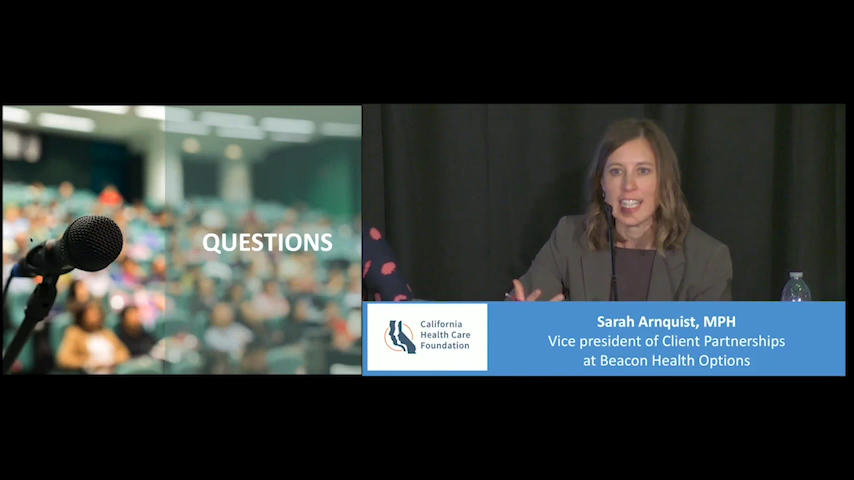 QUESTIONS
California
Health Care
Foundation
Sarah Arnquist, MPH
Vice president of Client Partnerships
at Beacon Health Options